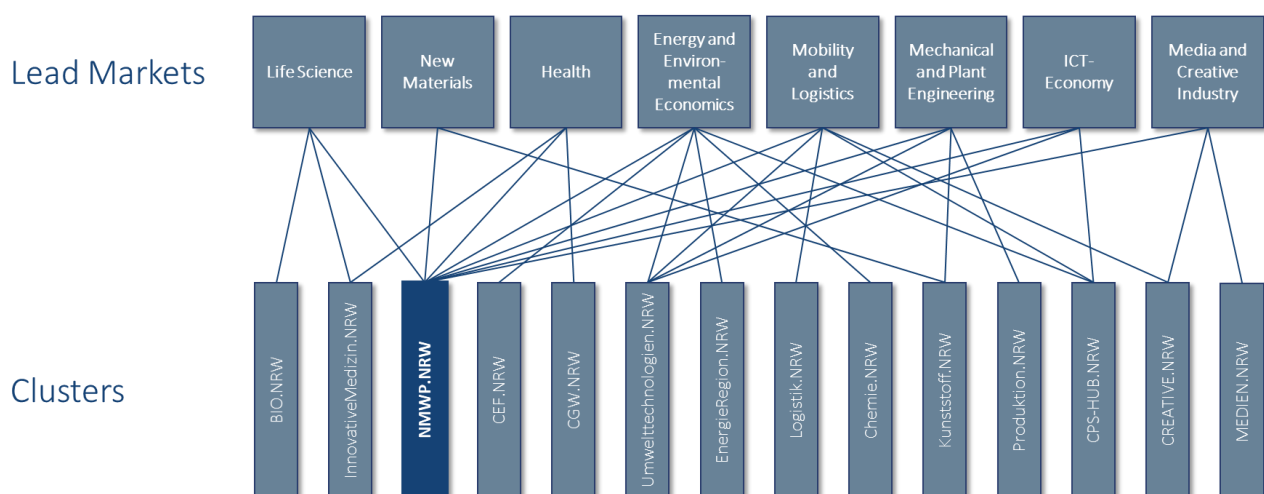 Lead Markets
Life Science
New
Materials
Health
Energy and
Environ-
mental
Economics
Mobility
and
Logistics
Mechanical
and Plant
Engineering
ICT-
Economy
Media and
Creative
Industry
Clusters
BIO.NRW
InnovativeMedizin.NRW
NMWP.NRW
CEF.NRW
CGW.NRW
Umwelttechnologien.NRW
EnergieRegion.NRW
Logistik.NRW
Chemie.NRW
Kunststoff.NRW
Produktion.NRW
CPS-HUB.NRW
CREATIVE.NRW
MEDIEN.NRW